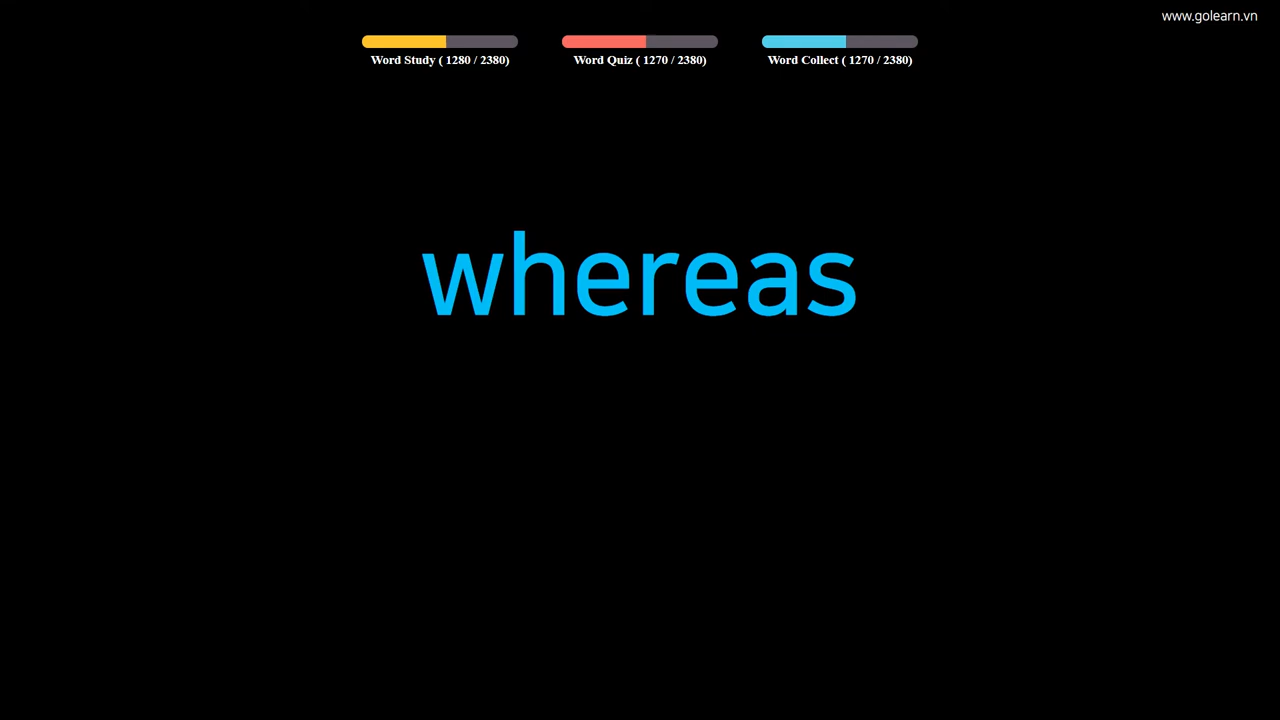 www.golearn.vn
Word Study ( 1280 / 2380)
Word Quiz ( 1270 / 2380)
Word Collect ( 1270 / 2380)
whereas